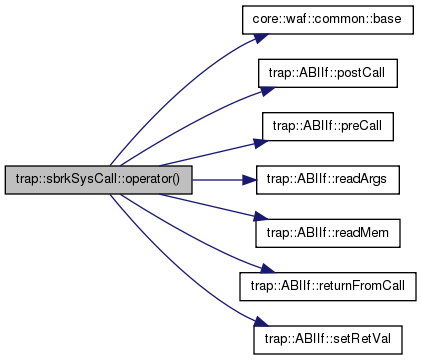 core::waf::common::base
trap::ABIIf::postCall
trap::ABIIf::preCall
trap::sbrkSysCall::operator()
trap::ABIIf::readArgs
trap::ABIIf::readMem
trap::ABIIf::returnFromCall
trap::ABIIf::setRetVal